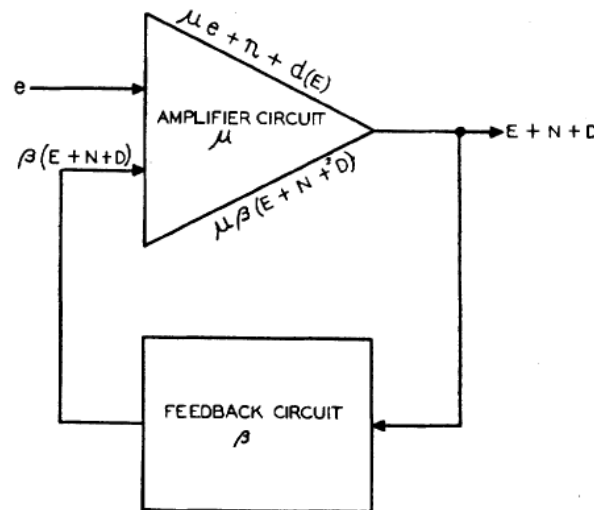 μe + n + d(E)
e
AMPLIFIER CIRCUIT
μ
E + N + D
β(E + N + D)
μβ(E + N + D)
FEEDBACK CIRCUIT
β